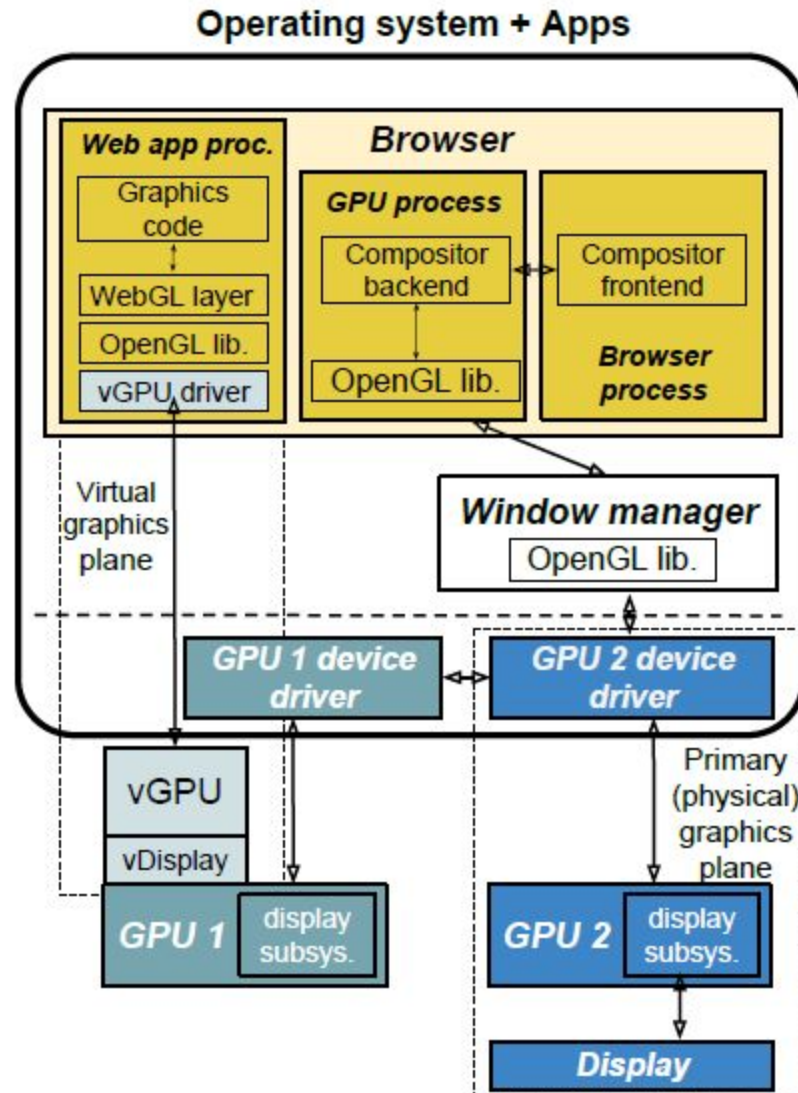 Operating system + Apps
Browser
Web app proc.
Graphics
code
WebGL layer
OpenGL lib.
vGPU driver
GPU process
Compositor
backend
OpenGL lib.
Compositor
frontend
Browser
process
Virtual
graphics
plane
Window manager
OpenGL lib.
GPU 1 device
driver
GPU 2 device
driver
vGPU
vDisplay
GPU 1
display
subsys.
Primary
(physical)
graphics
plane
GPU 2
display
subsys.
Display